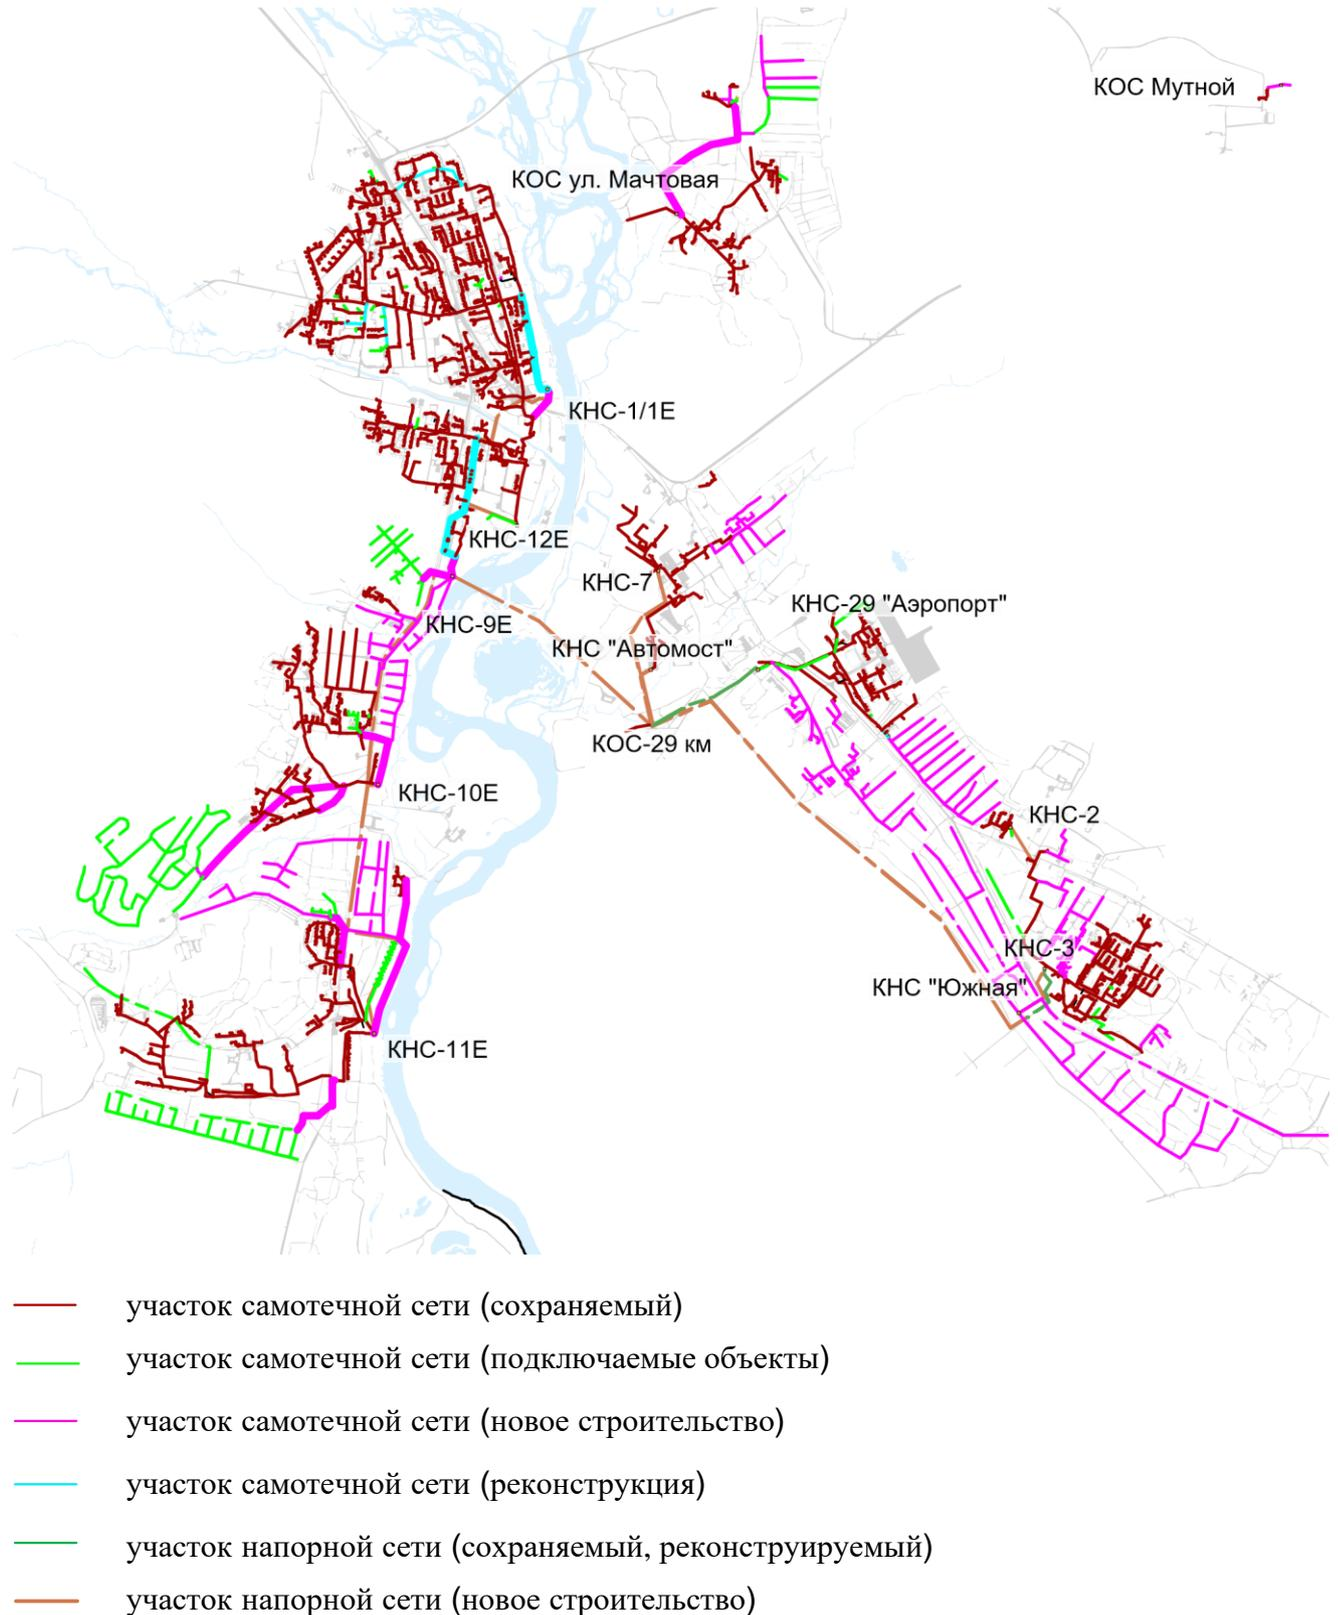 КОС Мутной
КОС ул. Мачтовая
КНС-1/1Е
КНС-12Е
КНС-7
КНС-29 "Аэропорт"
КНС-9Е
КНС "Автомост"
КОС-29 км
КНС-10Е
КНС-2
КНС-3
КНС "Южная"
КНС-11Е
участок самотечной сети (сохраняемый)
участок самотечной сети (подключаемые объекты)
участок самотечной сети (новое строительство)
участок самотечной сети (реконструкция)
участок напорной сети (сохраняемый, реконструируемый)
участок напорной сети (новое строительство)